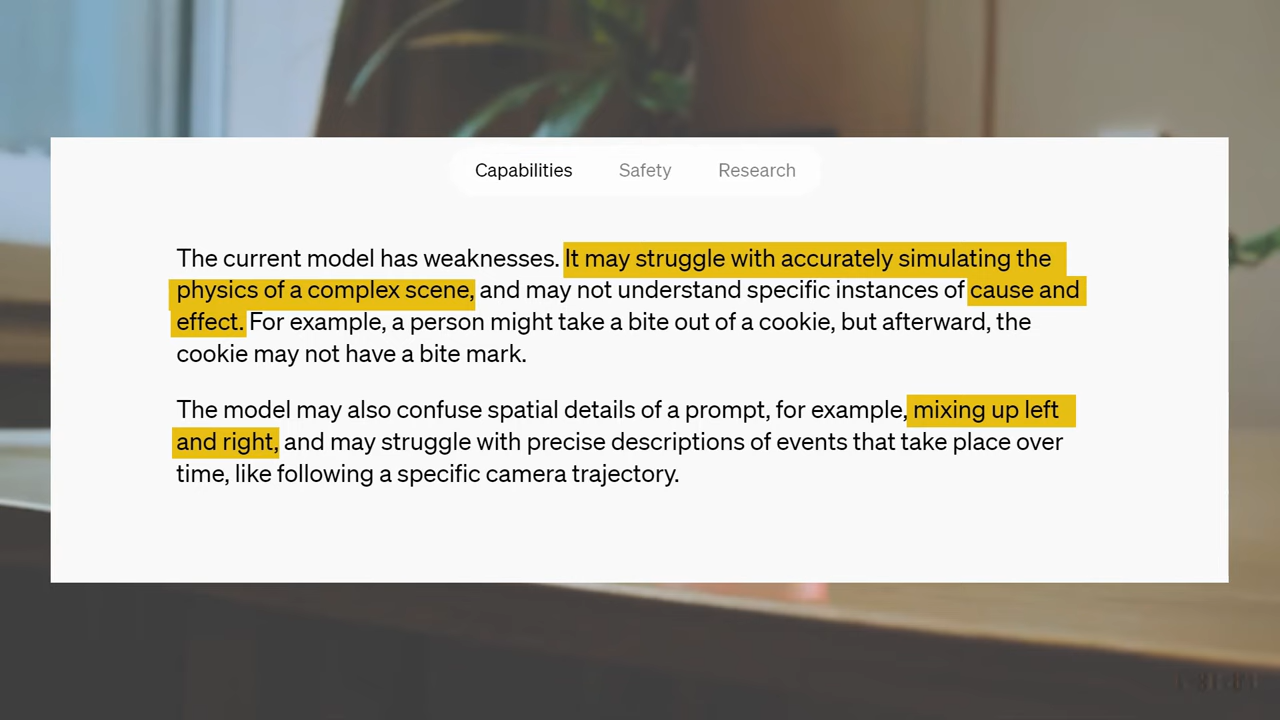 Capabilities Safety Research
The current model has weaknesses. It may struggle with accurately simulating the
physics of a complex scene, and may not understand specific instances of cause and
effect. For example, a person might take a bite out of a cookie, but afterward, the
cookie may not have a bite mark.
The model may also confuse spatial details of a prompt, for example, mixing up left
and right, and may struggle with precise descriptions of events that take place over
time, like following a specific camera trajectory.